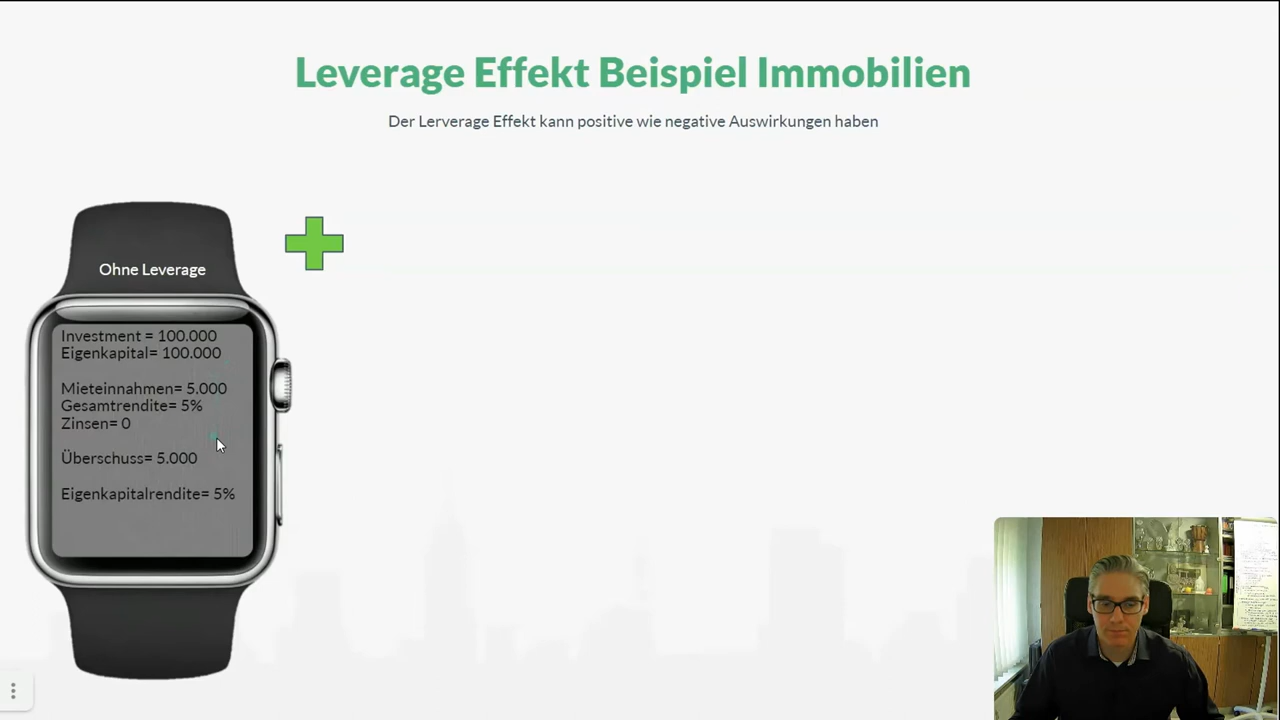 Leverage Effekt Beispiel Immobilien
Der Lerverage Effekt kann positive wie negative Auswirkungen haben
Ohne Leverage
Investment = 100.000
Eigenkapital= 100.000
Mieteinnahmen= 5.000
Gesamtrendite= 5%
Zinsen= 0
Überschuss= 5.000
Eigenkapitalrendite= 5%